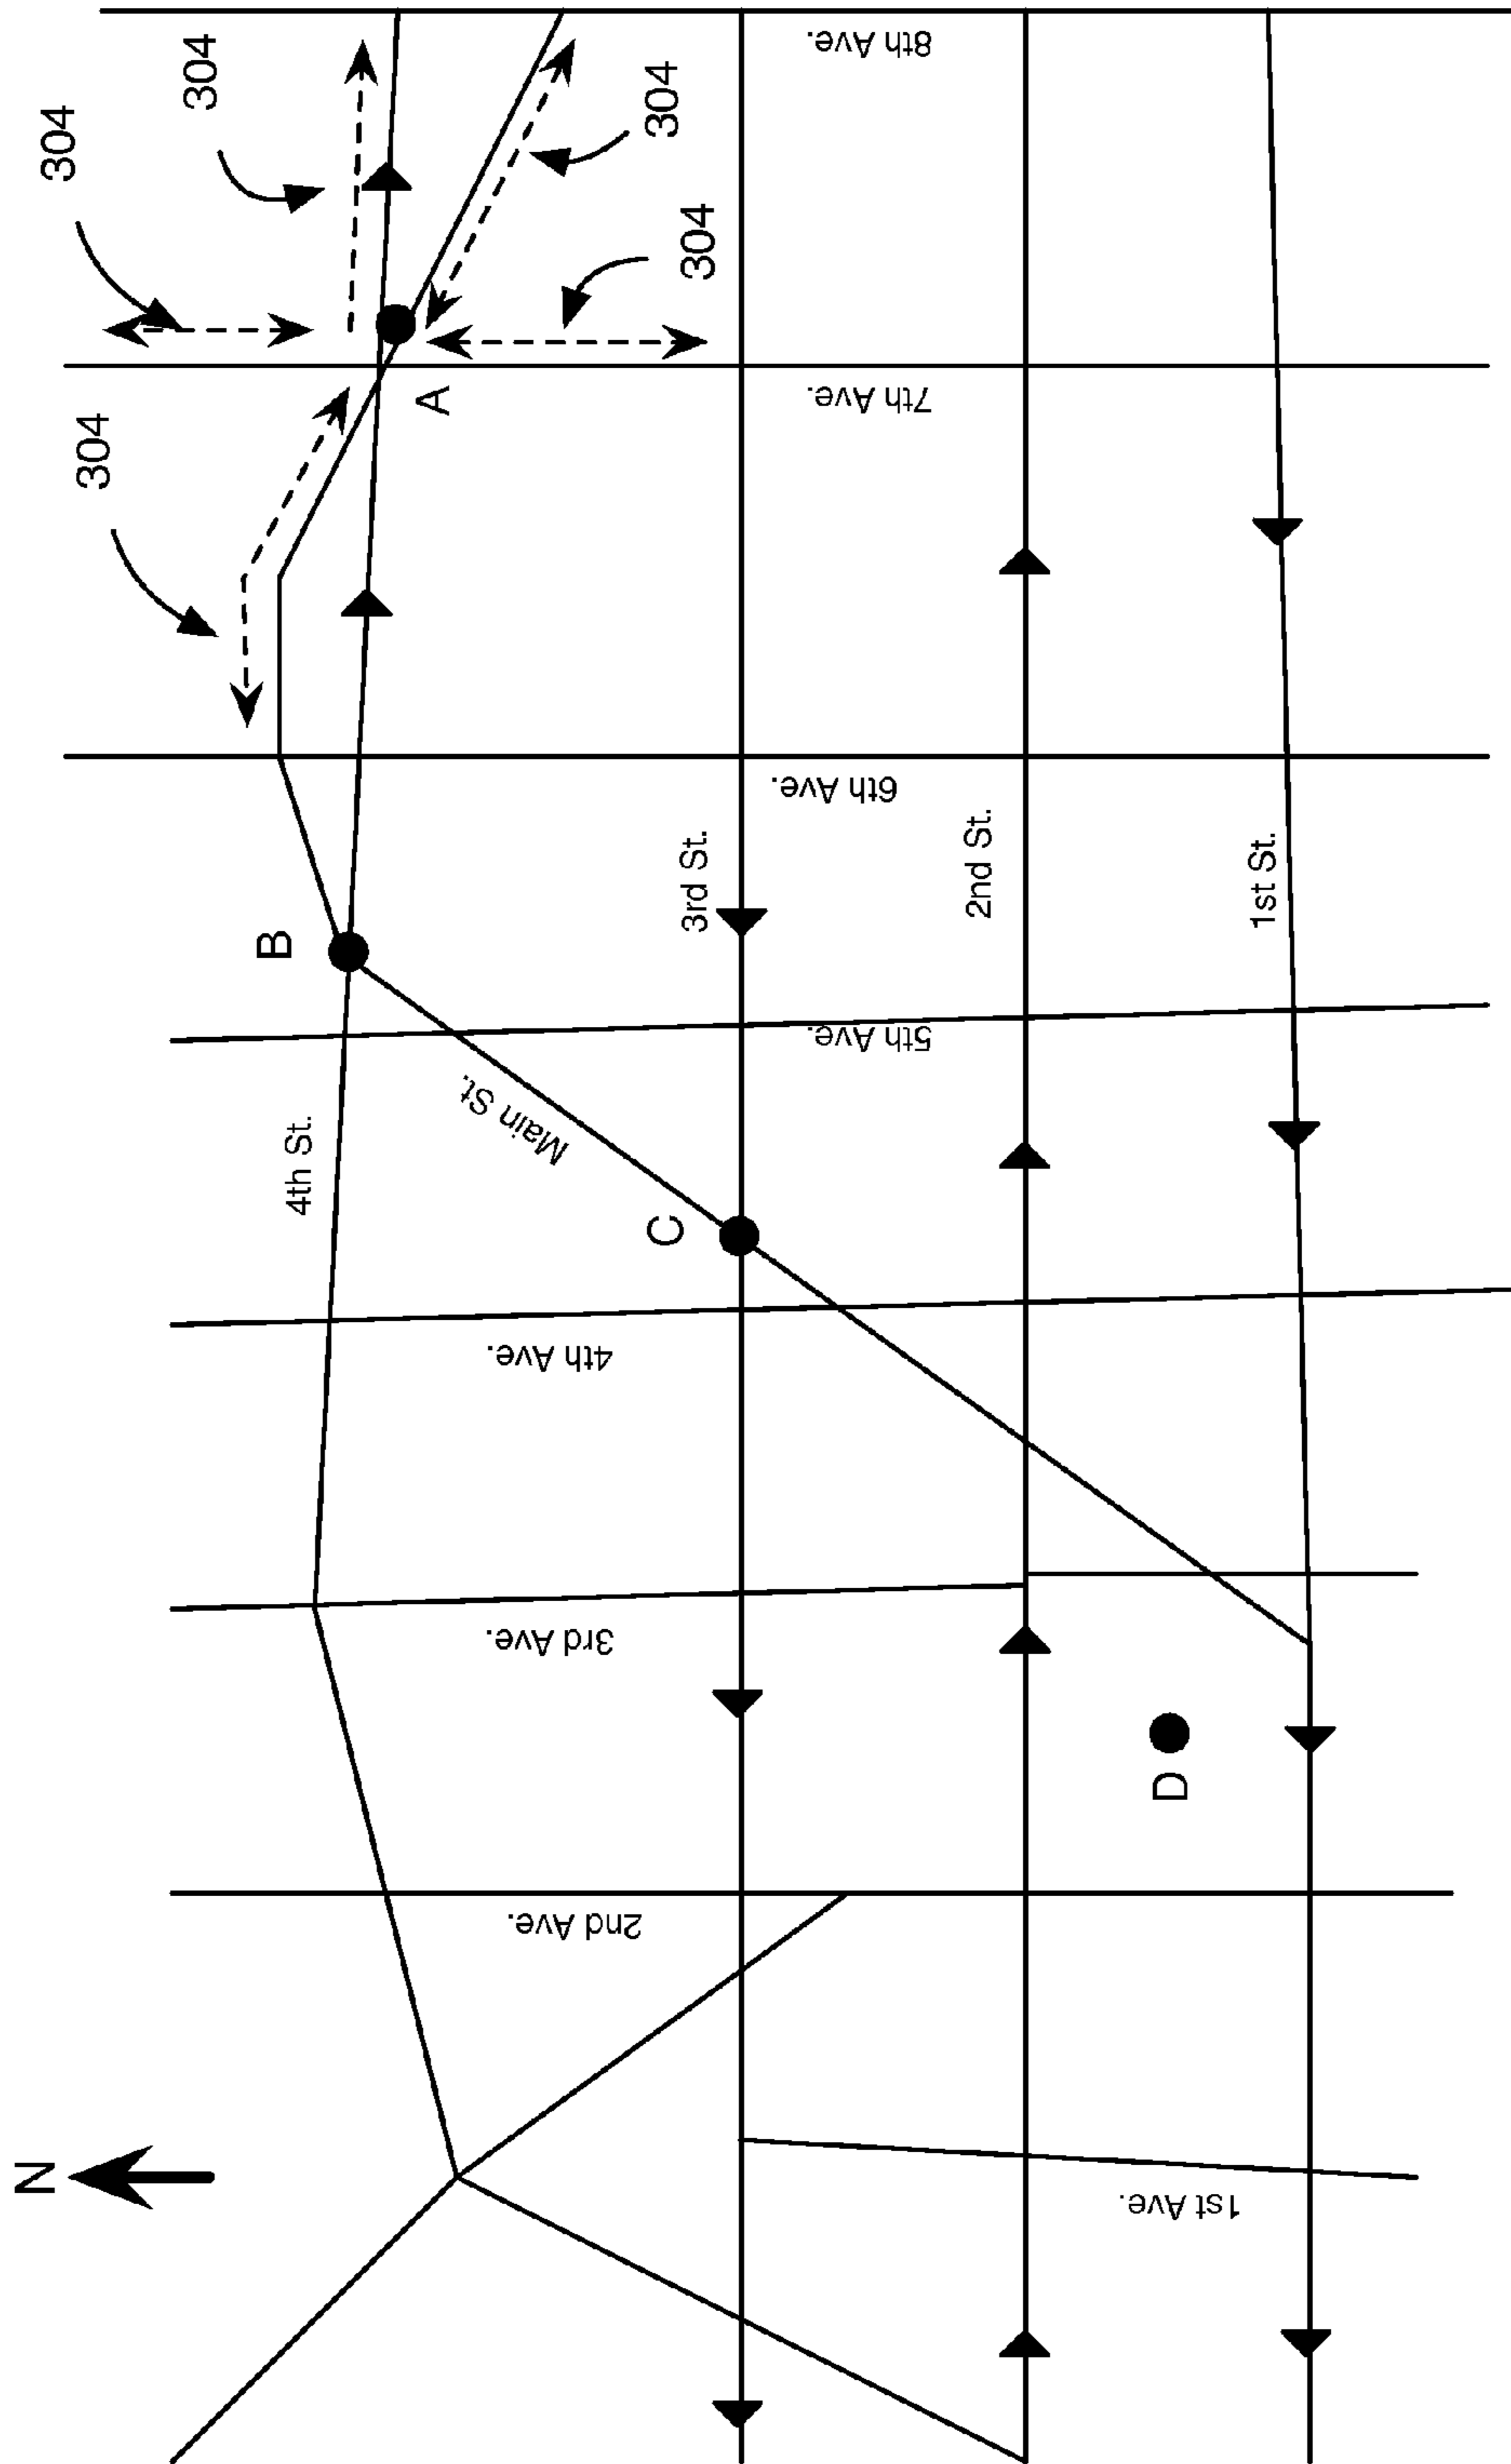 N
304
304
304
304
304
A
B
C
D
8th Ave.
7th Ave.
6th Ave.
5th Ave.
4th Ave.
3rd Ave.
2nd Ave.
1st Ave.
4th St.
Main St.
3rd St.
2nd St.
1st St.